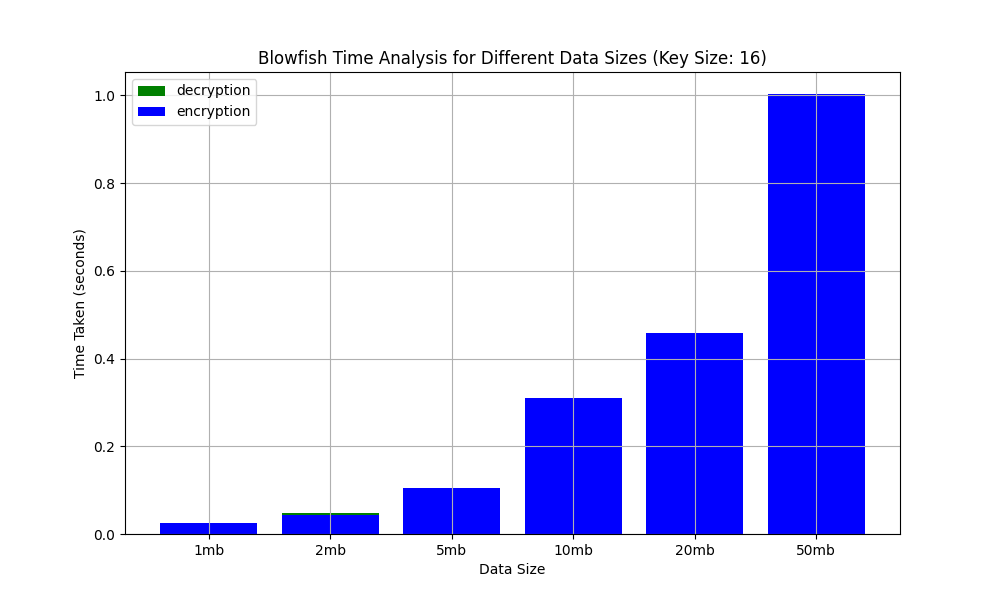 Blowfish Time Analysis for Different Data Sizes (Key Size: 16)
decryption
encryption
Time Taken (seconds)
1.0
0.8
0.6
0.4
0.2
0.0
1mb 2mb 5mb 10mb 20mb 50mb
Data Size